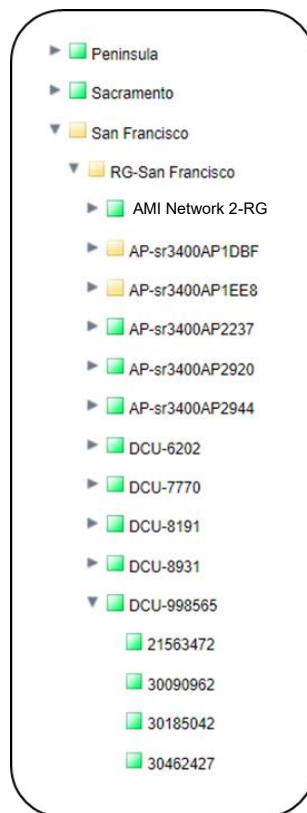 Peninsula
Sacramento
San Francisco
RG-San Francisco
AMI Network 2-RG
AP-sr3400AP1DBF
AP-sr3400AP1EE8
AP-sr3400AP2237
AP-sr3400AP2920
AP-sr3400AP2944
DCU-6202
DCU-7770
DCU-8191
DCU-8931
DCU-998565
21563472
30090962
30185042
30462427